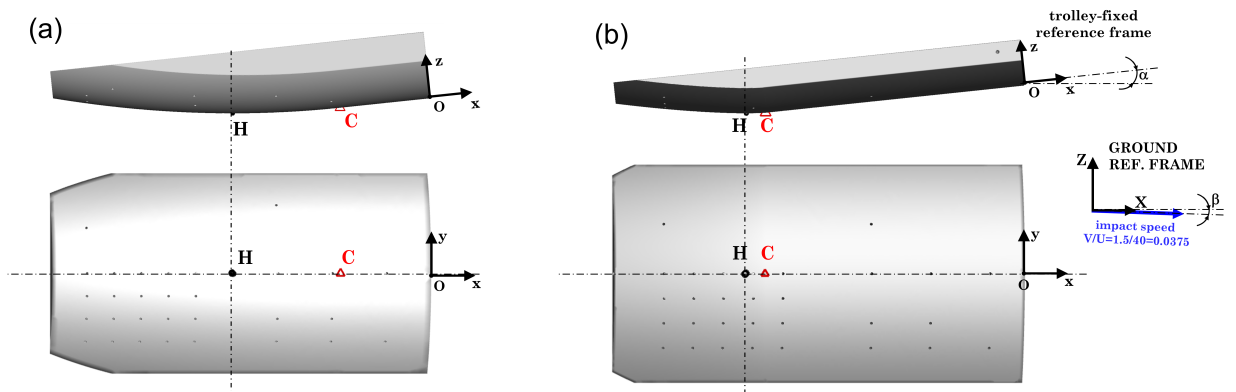 (a)
z
x
O
H
C
y
H
C
O
x
(b)
trolley-fixed
reference frame
z
α
x
O
H
C
GROUND
REF. FRAME
Z
X
β
impact speed
V/U=1.5/40=0.0375
y
H
C
O
x